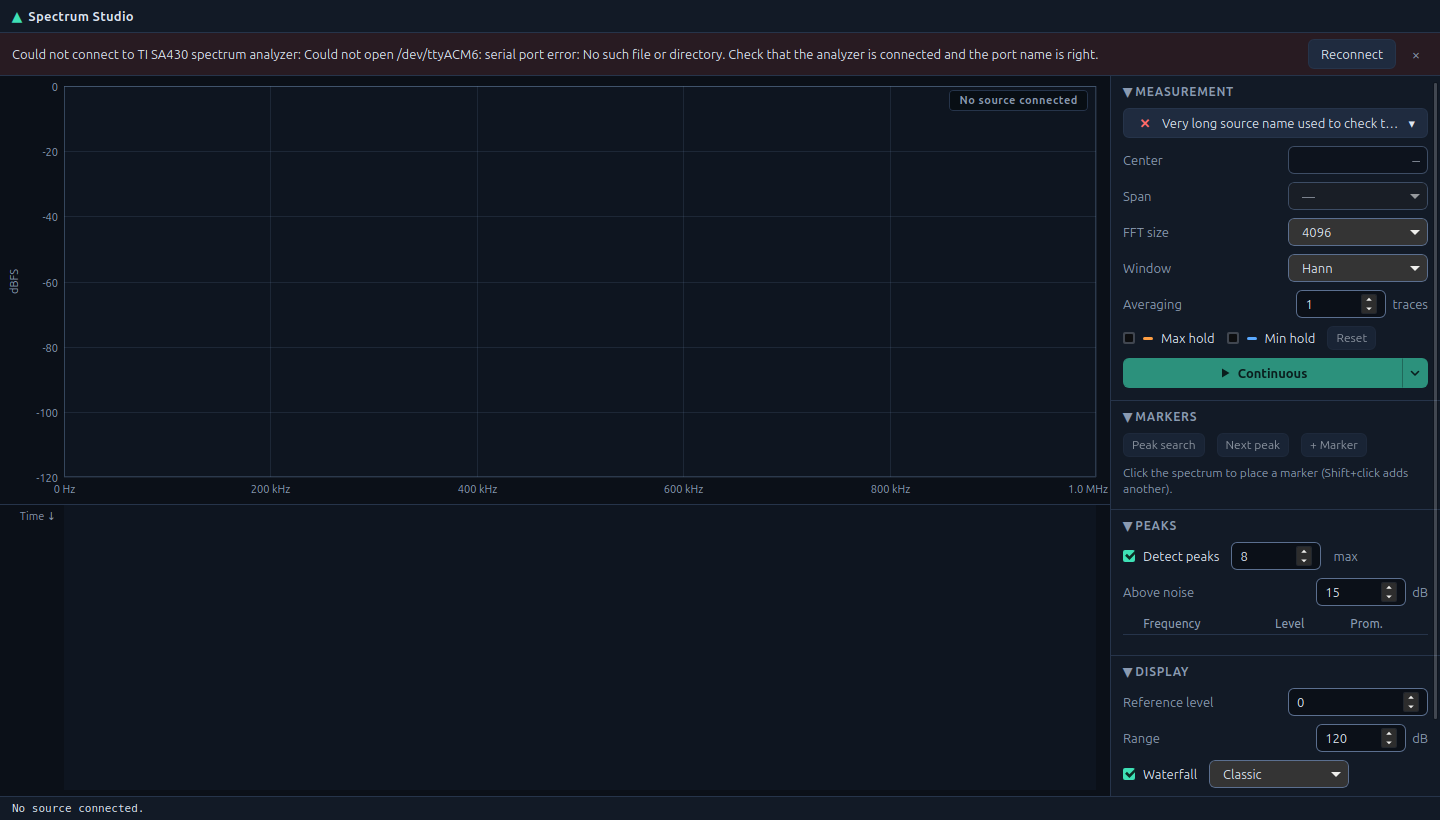 ▲ Spectrum Studio
Could not connect to TI SA430 spectrum analyzer: Could not open /dev/ttyACM6: serial port error: No such file or directory. Check that the analyzer is connected and the port name is right.
Reconnect ×
No source connected
dBFS
0
-20
-40
-60
-80
-100
-120
0 Hz 200 kHz 400 kHz 600 kHz 800 kHz 1.0 MHz
Time ↓
▼ MEASUREMENT
✕ Very long source name used to check t… ▾
Center –
Span —
FFT size 4096
Window Hann
Averaging 1 traces
Max hold Min hold Reset
▶ Continuous
▼ MARKERS
Peak search Next peak + Marker
Click the spectrum to place a marker (Shift+click adds
another).
▼ PEAKS
Detect peaks 8 max
Above noise 15 dB
Frequency Level Prom.
▼ DISPLAY
Reference level 0
Range 120 dB
Waterfall Classic
No source connected.